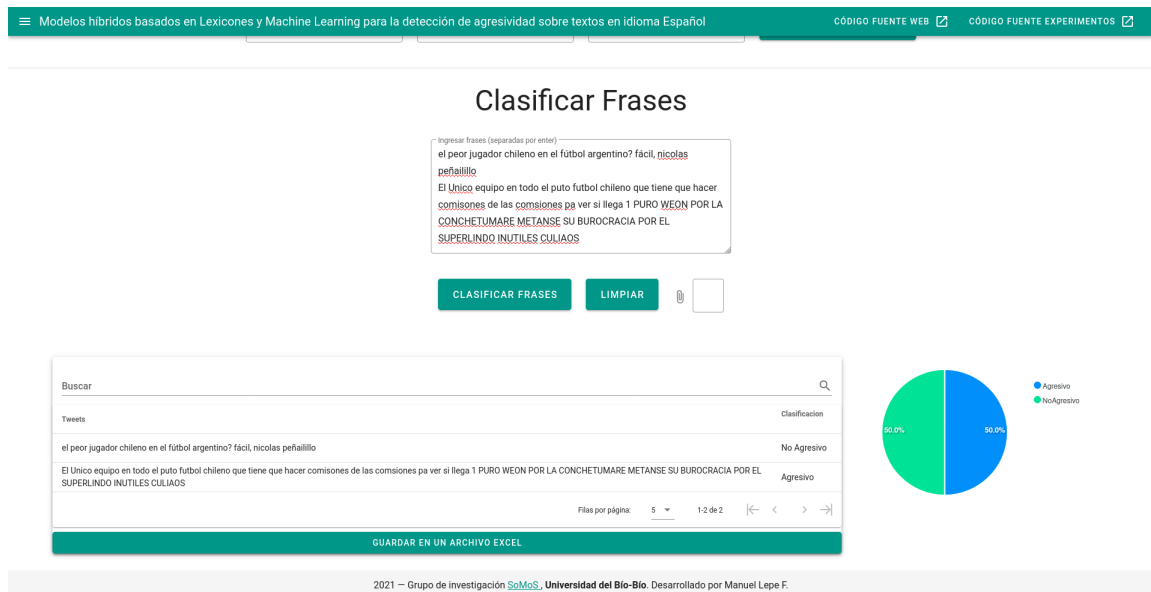 Modelos híbridos basados en Lexicones y Machine Learning para la detección de agresividad sobre textos en idioma Español
CÓDIGO FUENTE WEB
CÓDIGO FUENTE EXPERIMENTOS
Clasificar Frases
Ingresar frases (separadas por enter)
el peor jugador chileno en el fútbol argentino? fácil, nicolas
peñailillo
El Unico equipo en todo el puto futbol chileno que tiene que hacer
comisones de las comsiones pa ver si llega 1 PURO WEON POR LA
CONCHETUMARE METANSE SU BUROCRACIA POR EL
SUPERLINDO INUTILES CULIAOS
CLASIFICAR FRASES
LIMPIAR
Buscar
Tweets
Clasificacion
el peor jugador chileno en el fútbol argentino? fácil, nicolas peñailillo
No Agresivo
El Unico equipo en todo el puto futbol chileno que tiene que hacer comisones de las comsiones pa ver si llega 1 PURO WEON POR LA CONCHETUMARE METANSE SU BUROCRACIA POR EL
SUPERLINDO INUTILES CULIAOS
Agresivo
Filas por página:
5
1-2 de 2
GUARDAR EN UN ARCHIVO EXCEL
50.0%
50.0%
Agresivo
NoAgresivo
2021 — Grupo de investigación SoMoS , Universidad del Bío-Bío. Desarrollado por Manuel Lepe F.